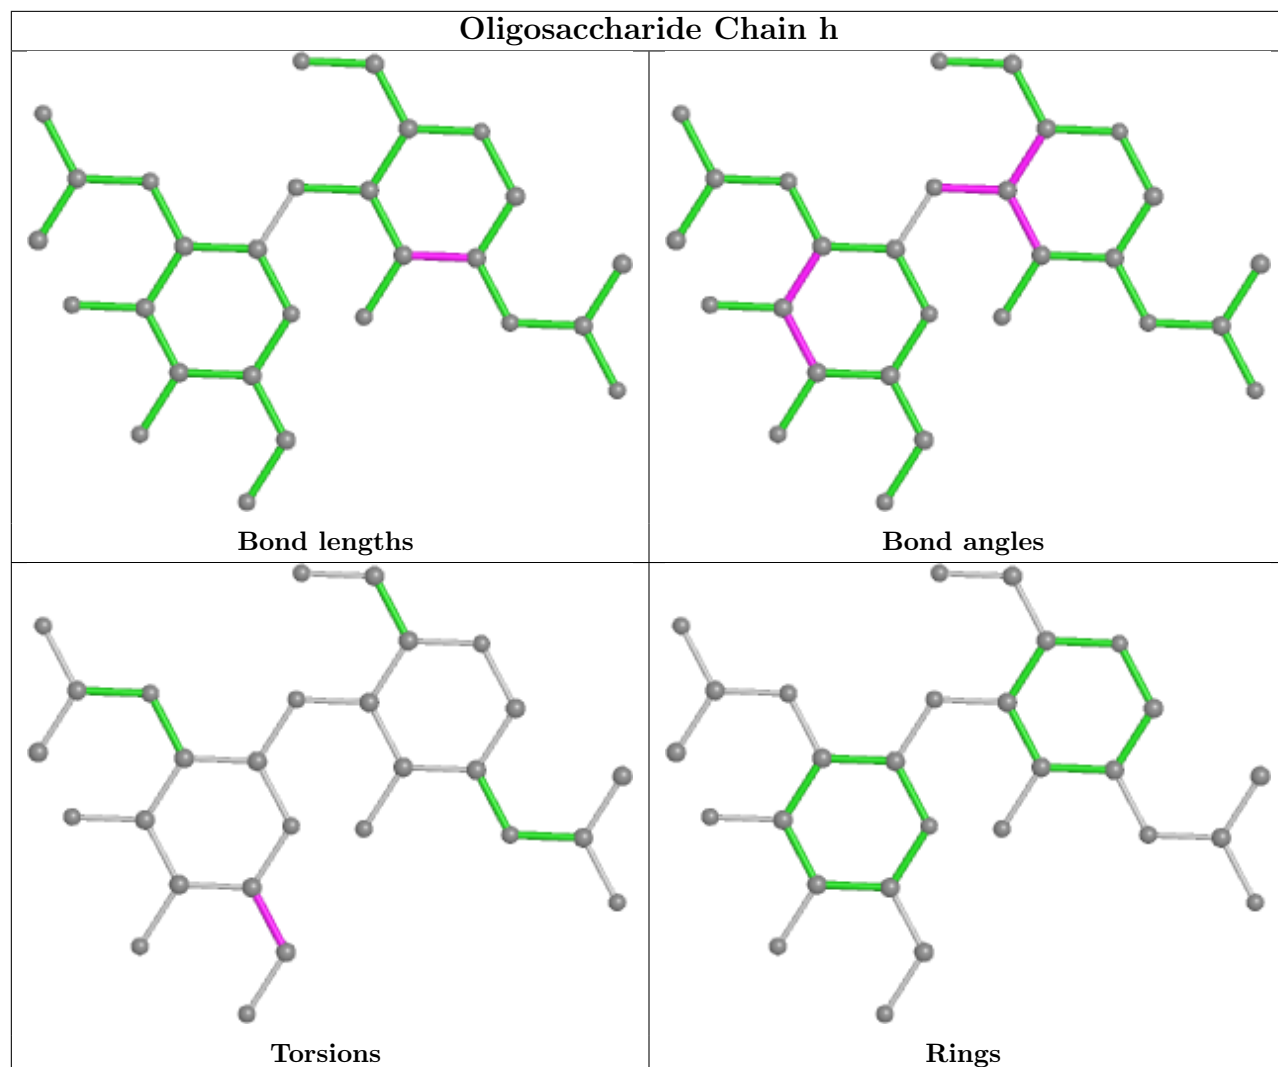 Oligosaccharide Chain h
Bond lengths
Bond angles
Torsions
Rings